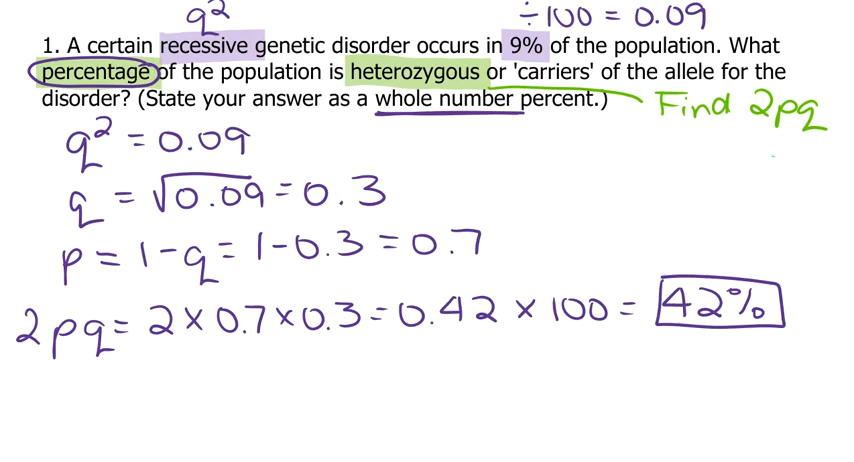 q² ÷100 = 0.09
1. A certain recessive genetic disorder occurs in 9% of the population. What
percentage of the population is heterozygous or 'carriers' of the allele for the
disorder? (State your answer as a whole number percent.) Find 2pq
q² = 0.09
q = √0.09 = 0.3
p = 1-q = 1-0.3 = 0.7
2pq = 2 × 0.7 × 0.3 = 0.42 × 100 = 42%